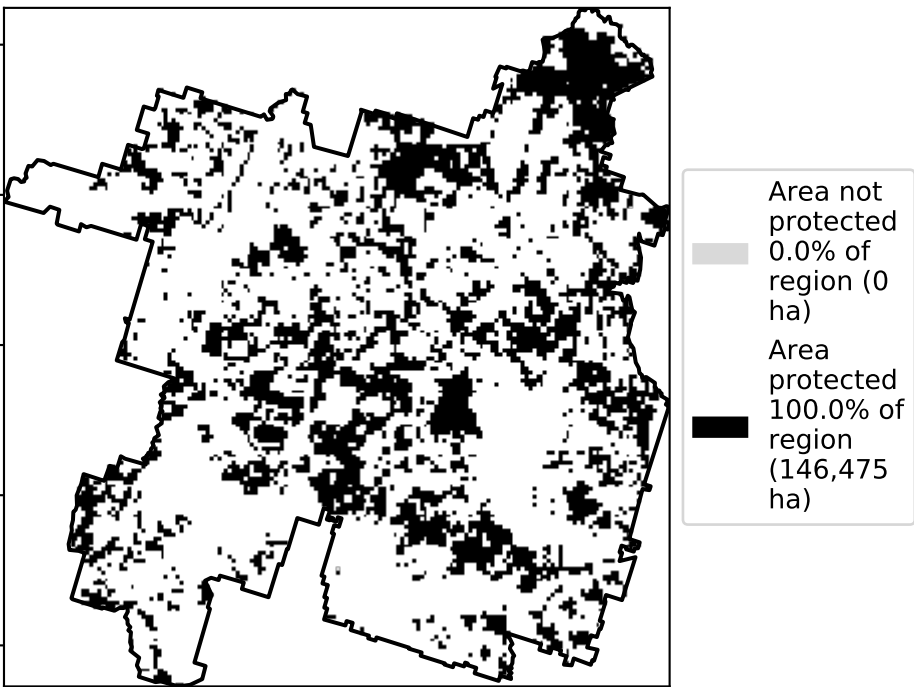 Area not
protected
0.0% of
region (0
ha)
Area
protected
100.0% of
region
(146,475
ha)